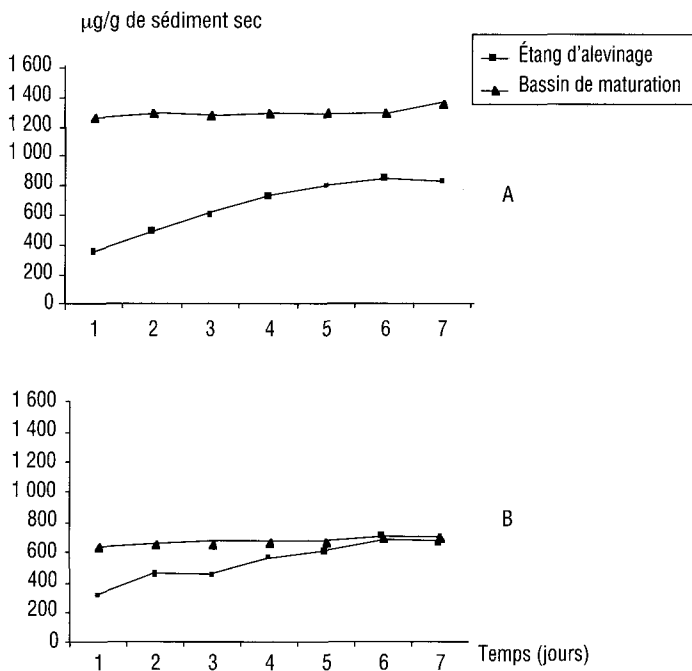 µg/g de sédiment sec
Étang d'alevinage
Bassin de maturation
1 600
1 400
1 200
1 000
800
600
400
200
0
A
1 2 3 4 5 6 7
1 600
1 400
1 200
1 000
800
600
400
200
0
B
1 2 3 4 5 6 7 Temps (jours)